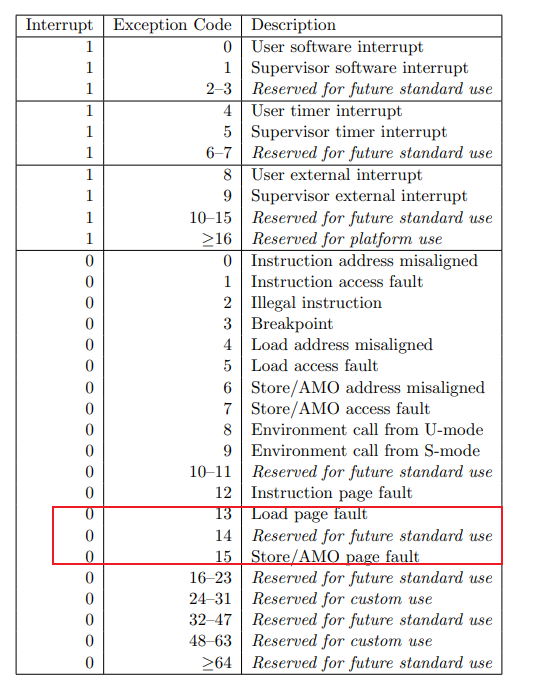 Interrupt Exception Code Description
1 0 User software interrupt
1 1 Supervisor software interrupt
1 2–3 Reserved for future standard use
1 4 User timer interrupt
1 5 Supervisor timer interrupt
1 6–7 Reserved for future standard use
1 8 User external interrupt
1 9 Supervisor external interrupt
1 10–15 Reserved for future standard use
1 ≥16 Reserved for platform use
0 0 Instruction address misaligned
0 1 Instruction access fault
0 2 Illegal instruction
0 3 Breakpoint
0 4 Load address misaligned
0 5 Load access fault
0 6 Store/AMO address misaligned
0 7 Store/AMO access fault
0 8 Environment call from U-mode
0 9 Environment call from S-mode
0 10–11 Reserved for future standard use
0 12 Instruction page fault
0 13 Load page fault
0 14 Reserved for future standard use
0 15 Store/AMO page fault
0 16–23 Reserved for future standard use
0 24–31 Reserved for custom use
0 32–47 Reserved for future standard use
0 48–63 Reserved for custom use
0 ≥64 Reserved for future standard use